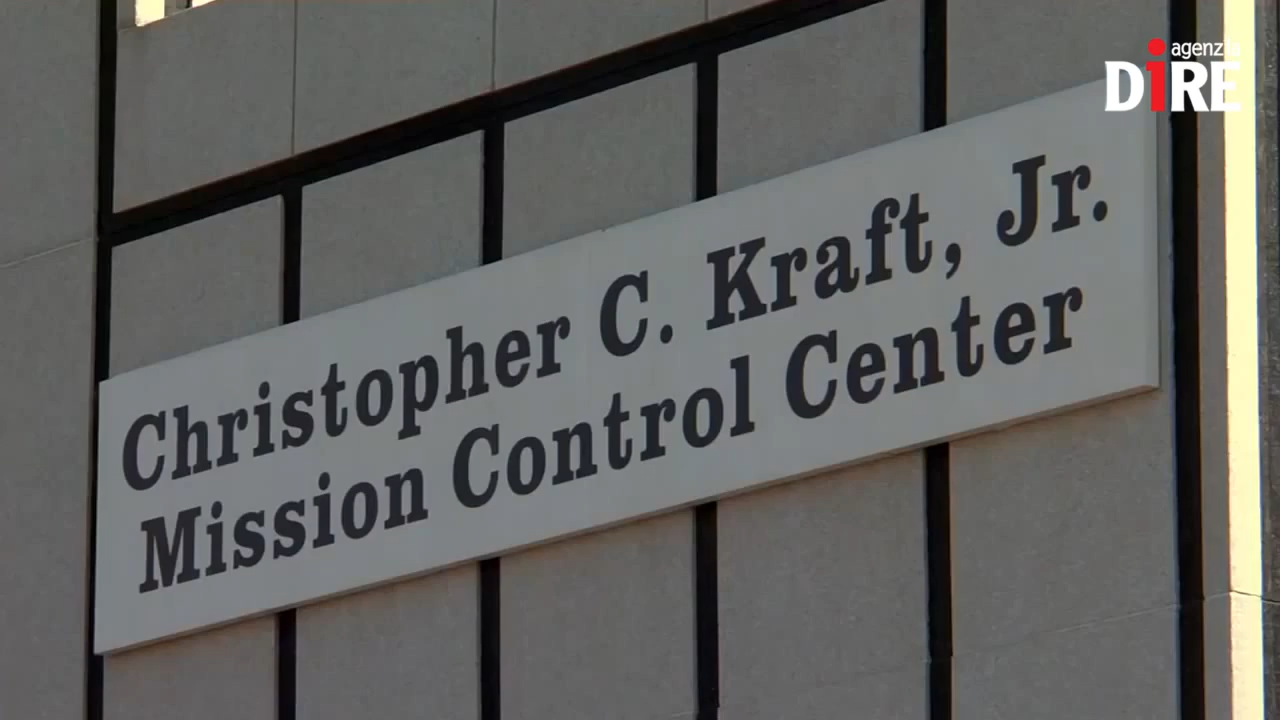 agenzia
DiRE
Christopher C. Kraft, Jr.
Mission Control Center